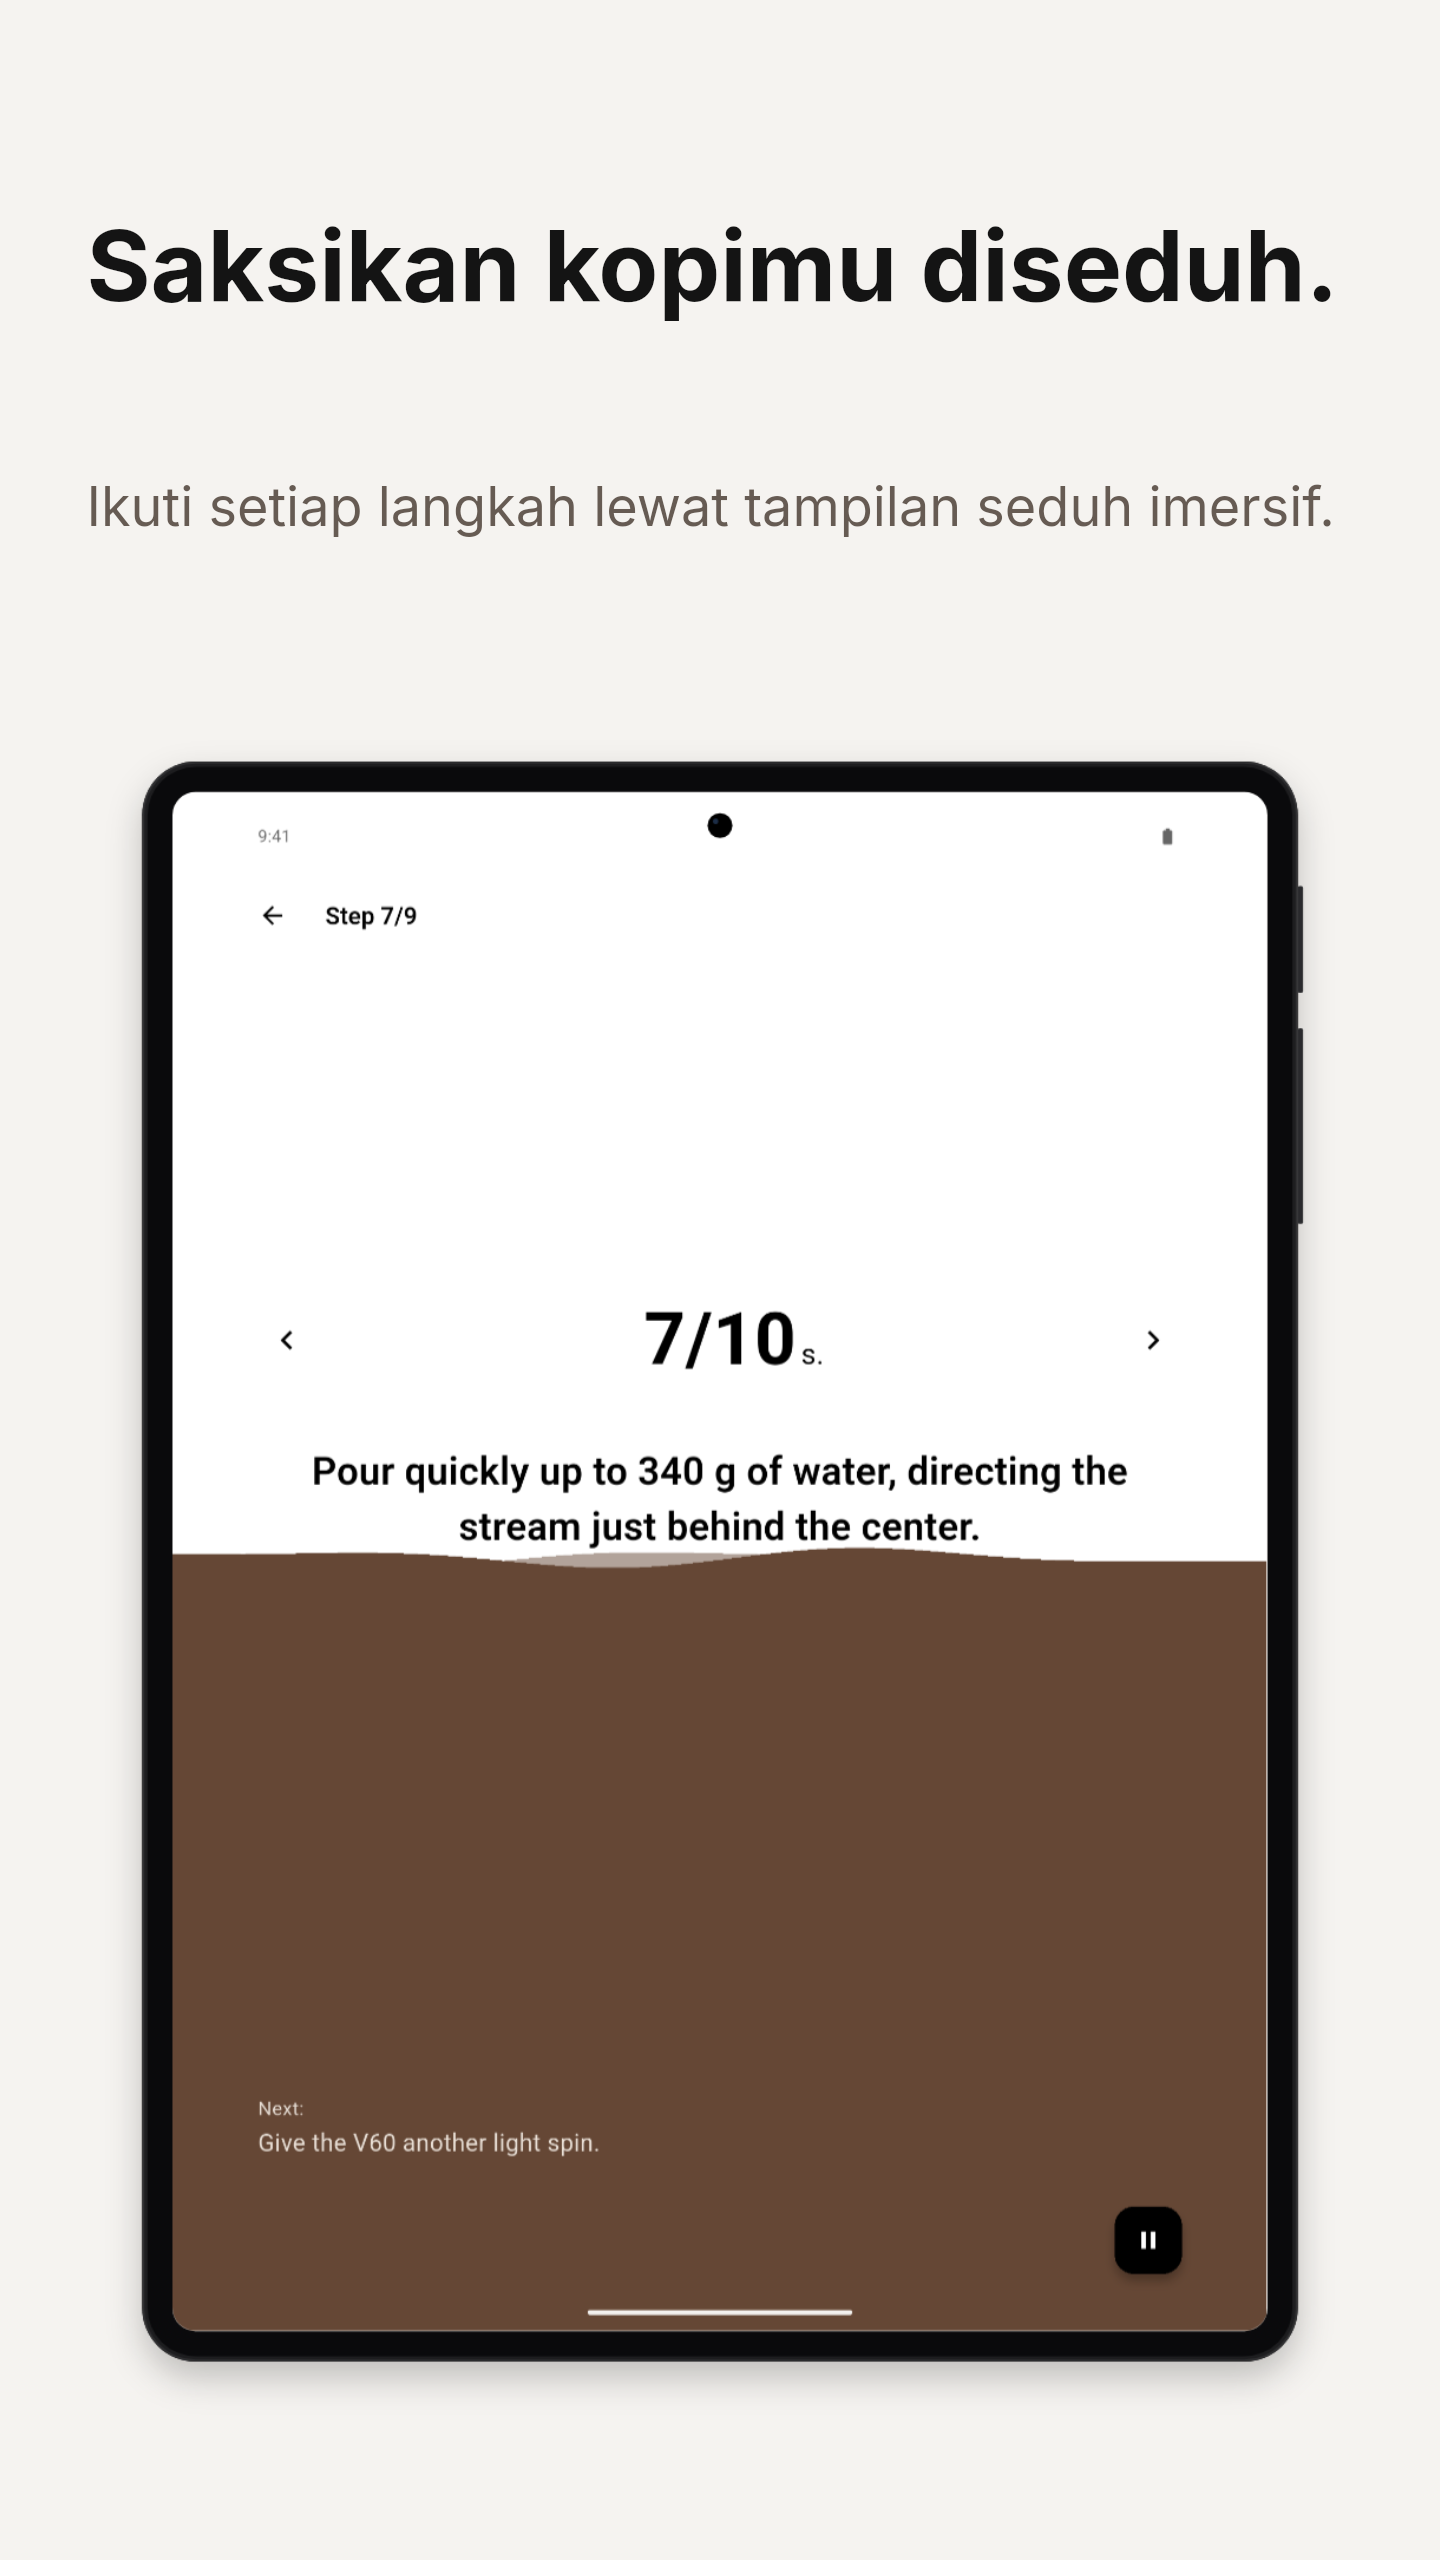 Saksikan kopimu diseduh.
Ikuti setiap langkah lewat tampilan seduh imersif.
9:41
Step 7/9
7/10 s.
Pour quickly up to 340 g of water, directing the
stream just behind the center.
Next:
Give the V60 another light spin.